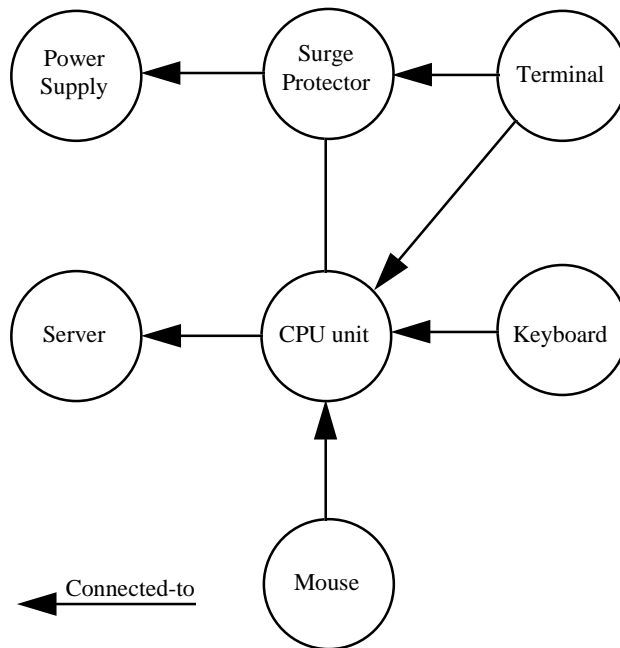 Power
Supply
Surge
Protector
Terminal
Server
CPU unit
Keyboard
Mouse
Connected-to